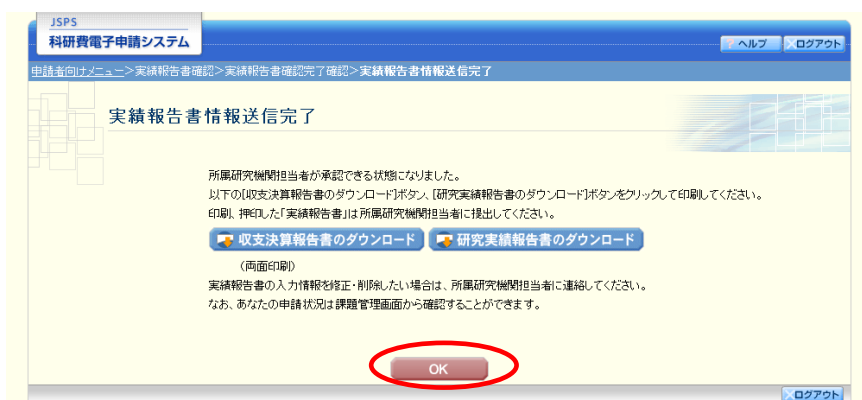 JSPS
科研費電子申請システム
? ヘルプ ログアウト
申請者向けメニュー>実績報告書確認>実績報告書確認完了確認>実績報告書情報送信完了
実績報告書情報送信完了
所属研究機関担当者が承認できる状態になりました。
以下の[収支決算報告書のダウンロード]ボタン、[研究実績報告書のダウンロード]ボタンをクリックして印刷してください。
印刷、押印した「実績報告書」は所属研究機関担当者に提出してください。
収支決算報告書のダウンロード 研究実績報告書のダウンロード
(両面印刷)
実績報告書の入力情報を修正・削除したい場合は、所属研究機関担当者に連絡してください。
なお、あなたの申請状況は課題管理画面から確認することができます。
OK
ログアウト